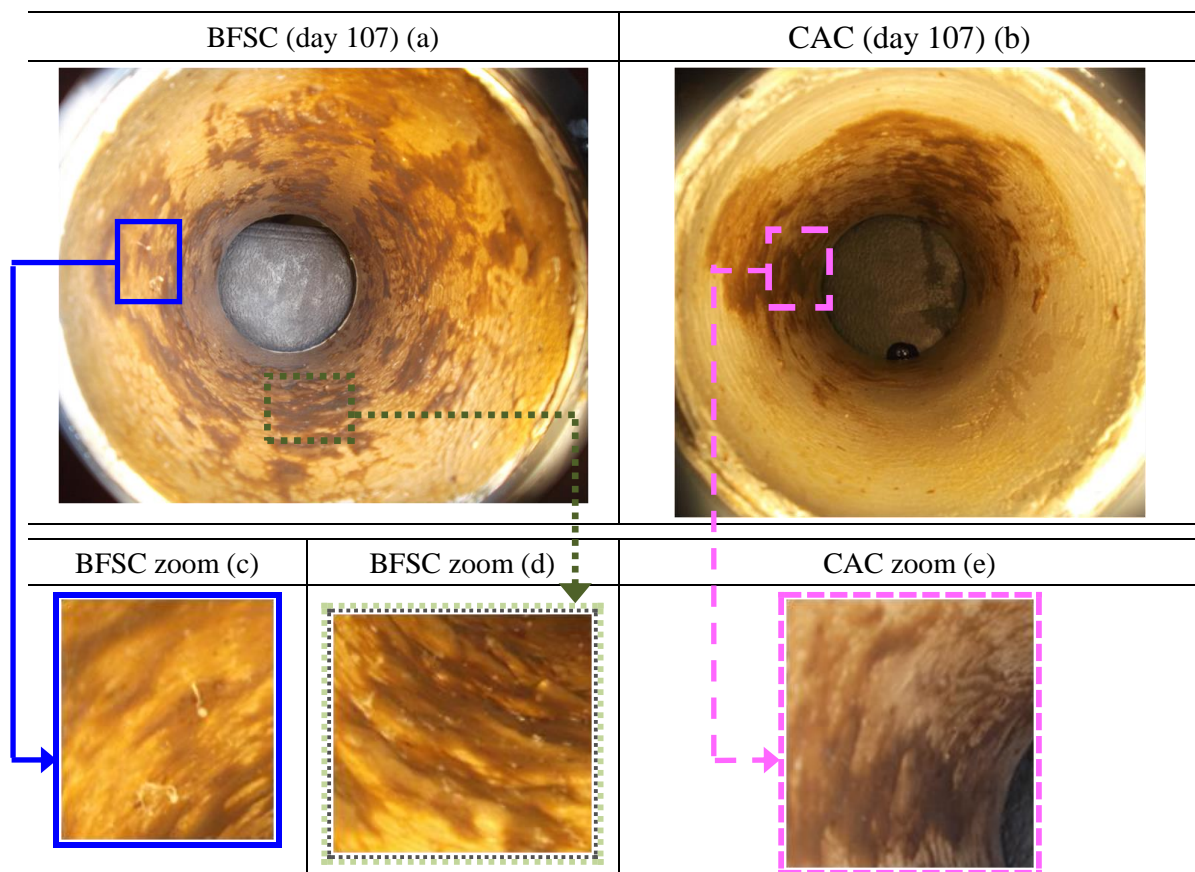 BFSC (day 107) (a)
CAC (day 107) (b)
BFSC zoom (c)
BFSC zoom (d)
CAC zoom (e)